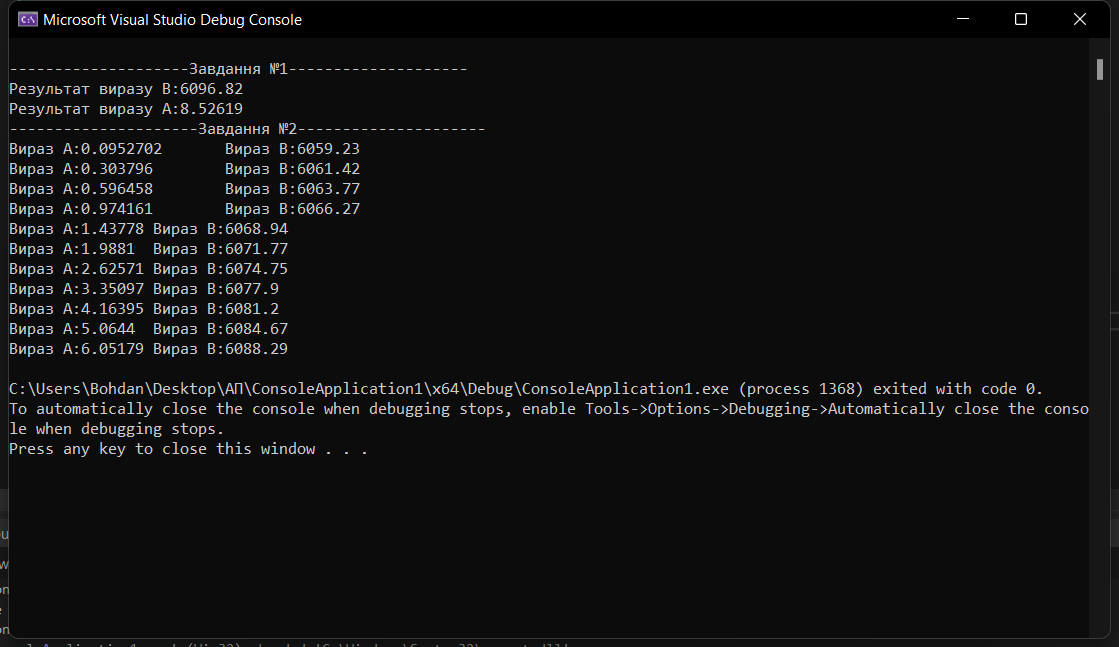 Microsoft Visual Studio Debug Console
--------------------Завдання №1--------------------
Результат виразу B:6096.82
Результат виразу A:8.52619
---------------------Завдання №2---------------------
Вираз A:0.0952702       Вираз B:6059.23
Вираз A:0.303796        Вираз B:6061.42
Вираз A:0.596458        Вираз B:6063.77
Вираз A:0.974161        Вираз B:6066.27
Вираз A:1.43778 Вираз B:6068.94
Вираз A:1.9881  Вираз B:6071.77
Вираз A:2.62571 Вираз B:6074.75
Вираз A:3.35097 Вираз B:6077.9
Вираз A:4.16395 Вираз B:6081.2
Вираз A:5.0644  Вираз B:6084.67
Вираз A:6.05179 Вираз B:6088.29
C:\Users\Bohdan\Desktop\АП\ConsoleApplication1\x64\Debug\ConsoleApplication1.exe (process 1368) exited with code 0.
To automatically close the console when debugging stops, enable Tools->Options->Debugging->Automatically close the conso
le when debugging stops.
Press any key to close this window . . .